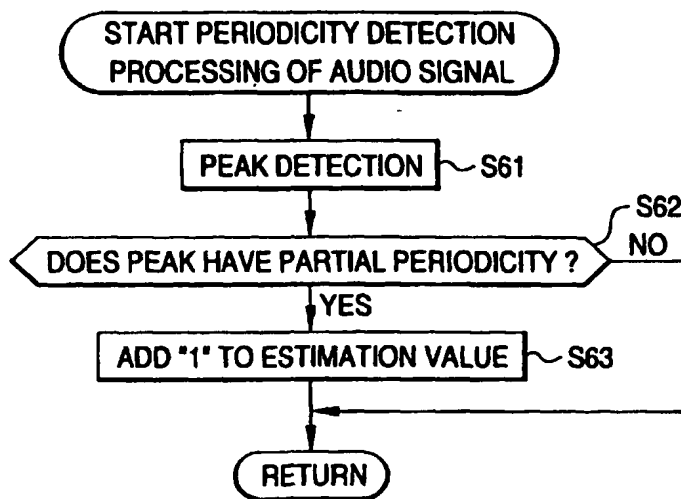 START PERIODICITY DETECTION
PROCESSING OF AUDIO SIGNAL
PEAK DETECTION
S61
S62
DOES PEAK HAVE PARTIAL PERIODICITY ?
NO
YES
ADD "1" TO ESTIMATION VALUE
S63
RETURN